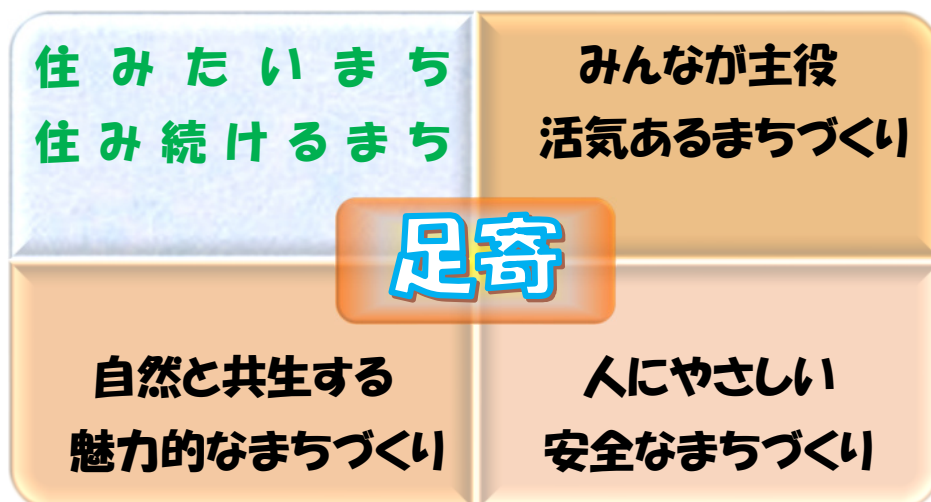 住みたいまち
住み続けるまち
みんなが主役
活気あるまちづくり
足寄
自然と共生する
魅力的なまちづくり
人にやさしい
安全なまちづくり